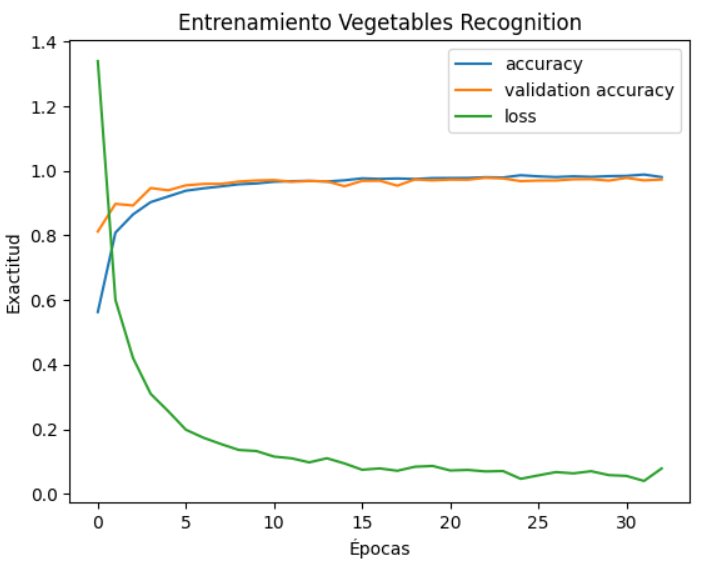 Entrenamiento Vegetables Recognition
1.4
1.2
1.0
0.8
0.6
0.4
0.2
0.0
Exactitud
accuracy
validation accuracy
loss
0 5 10 15 20 25 30
Épocas